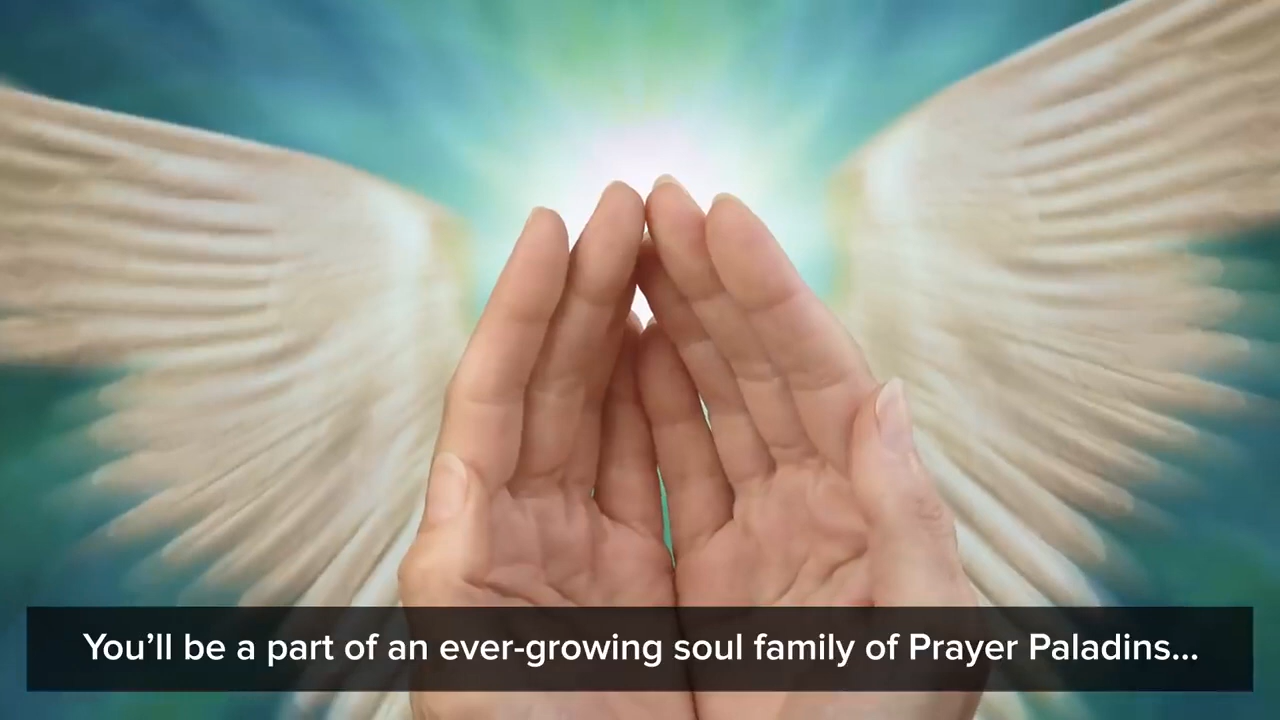 You’ll be a part of an ever-growing soul family of Prayer Paladins...